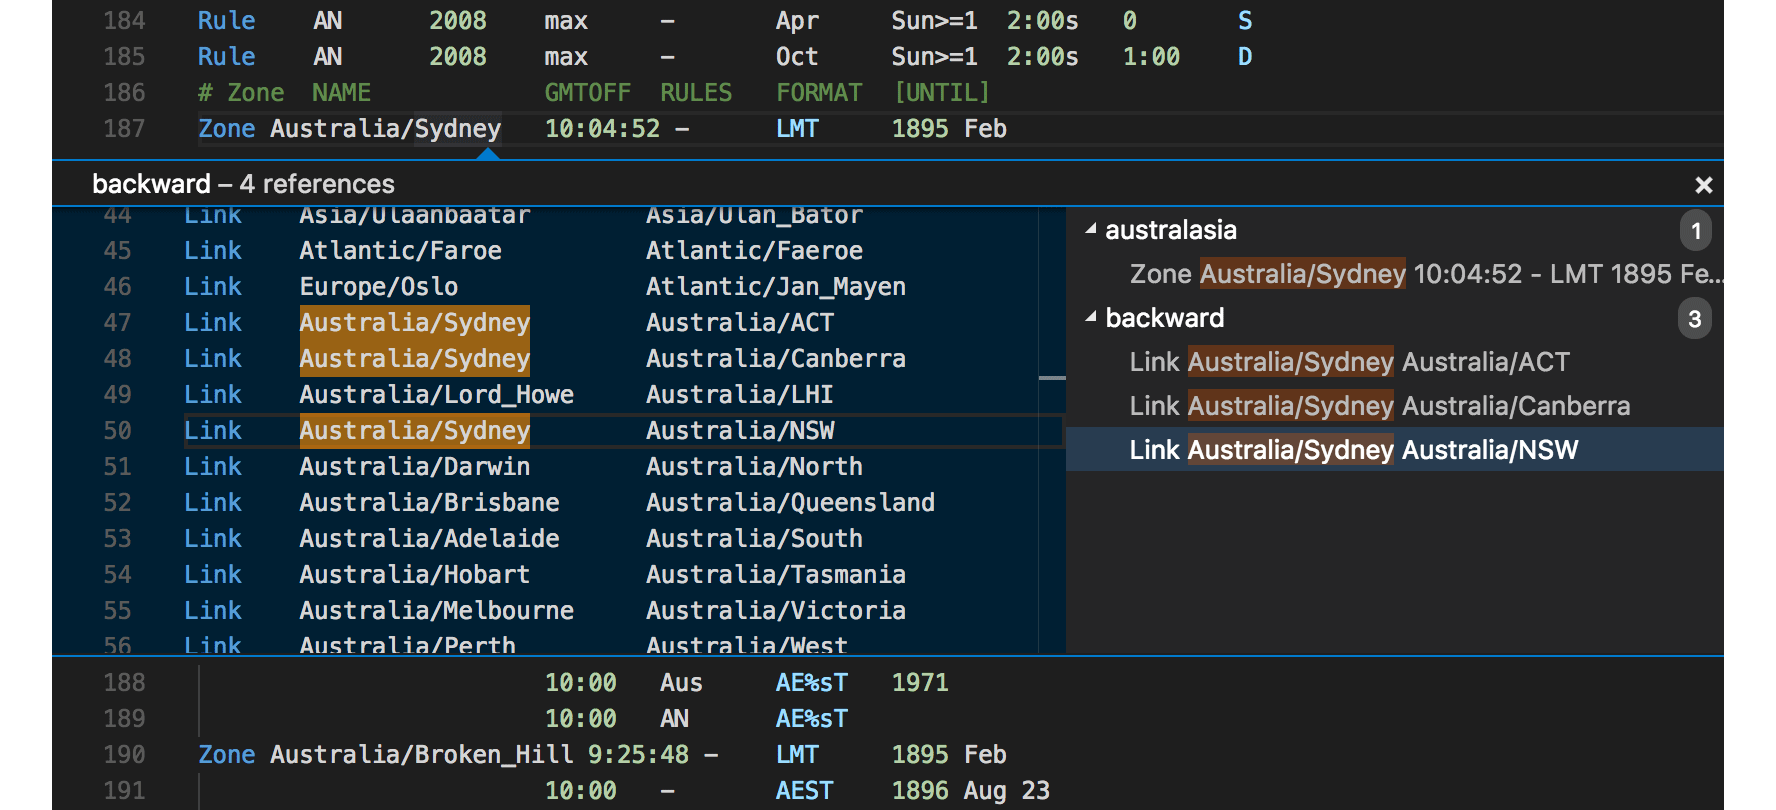 184 Rule AN 2008 max – Apr Sun>=1 2:00s 0 S
185 Rule AN 2008 max – Oct Sun>=1 2:00s 1:00 D
186 # Zone NAME GMTOFF RULES FORMAT [UNTIL]
187 Zone Australia/Sydney 10:04:52 – LMT 1895 Feb
backward – 4 references
44 Link Asia/Ulaanbaatar Asia/Ulan_Bator
45 Link Atlantic/Faroe Atlantic/Faeroe
46 Link Europe/Oslo Atlantic/Jan_Mayen
47 Link Australia/Sydney Australia/ACT
48 Link Australia/Sydney Australia/Canberra
49 Link Australia/Lord_Howe Australia/LHI
50 Link Australia/Sydney Australia/NSW
51 Link Australia/Darwin Australia/North
52 Link Australia/Brisbane Australia/Queensland
53 Link Australia/Adelaide Australia/South
54 Link Australia/Hobart Australia/Tasmania
55 Link Australia/Melbourne Australia/Victoria
56 Link Australia/Perth Australia/West
australasia 1
Zone Australia/Sydney 10:04:52 - LMT 1895 Fe...
backward 3
Link Australia/Sydney Australia/ACT
Link Australia/Sydney Australia/Canberra
Link Australia/Sydney Australia/NSW
188 10:00 Aus AE%sT 1971
189 10:00 AN AE%sT
190 Zone Australia/Broken_Hill 9:25:48 – LMT 1895 Feb
191 10:00 – AEST 1896 Aug 23